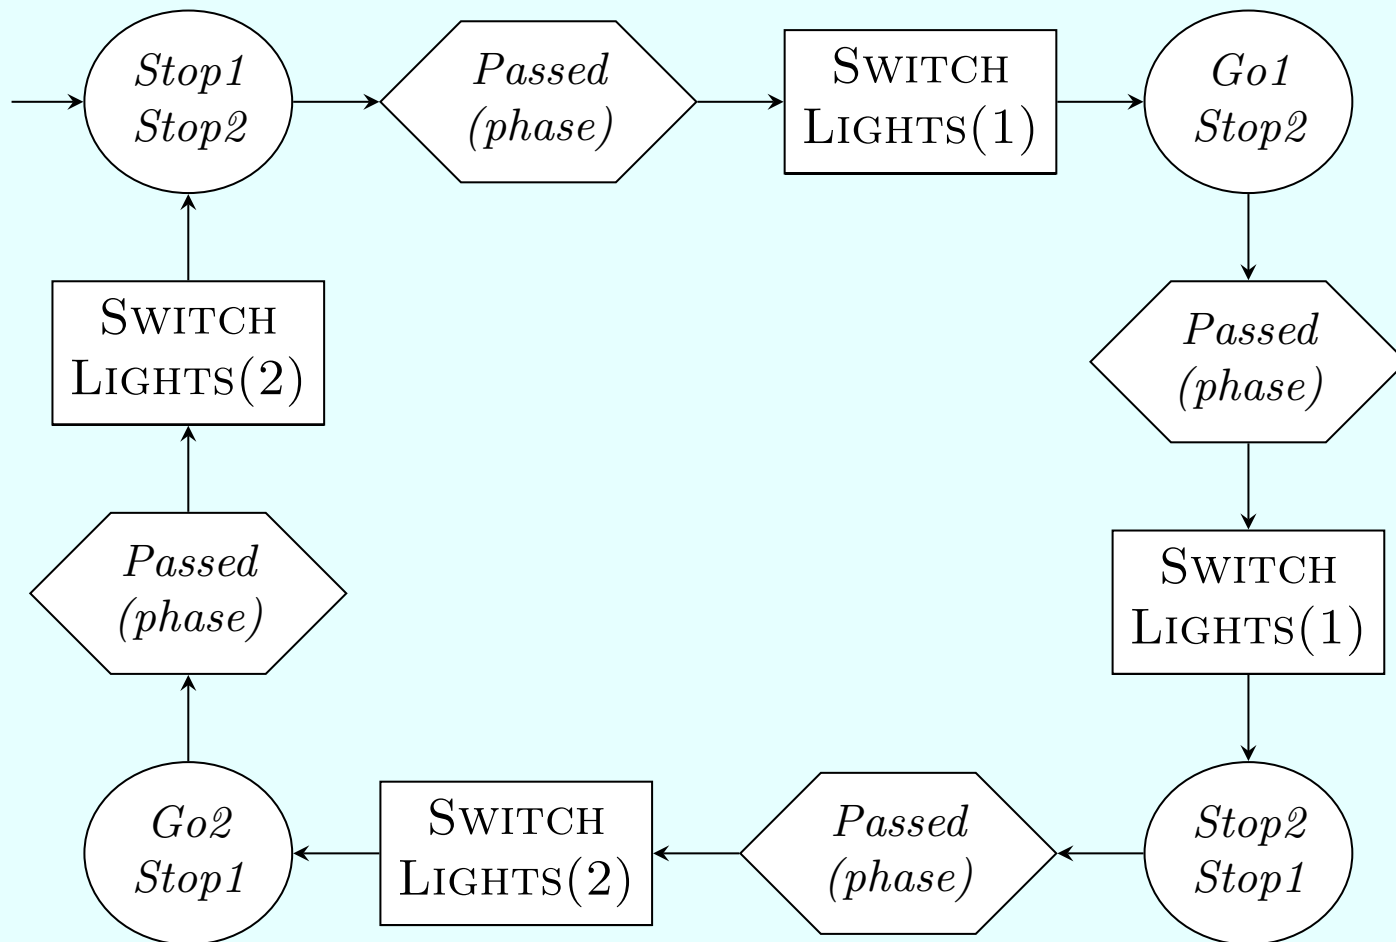 Stop1
Stop2
Passed
(phase)
SWITCH
LIGHTS(1)
Go1
Stop2
Passed
(phase)
SWITCH
LIGHTS(1)
Stop2
Stop1
Passed
(phase)
SWITCH
LIGHTS(2)
Go2
Stop1
Passed
(phase)
SWITCH
LIGHTS(2)